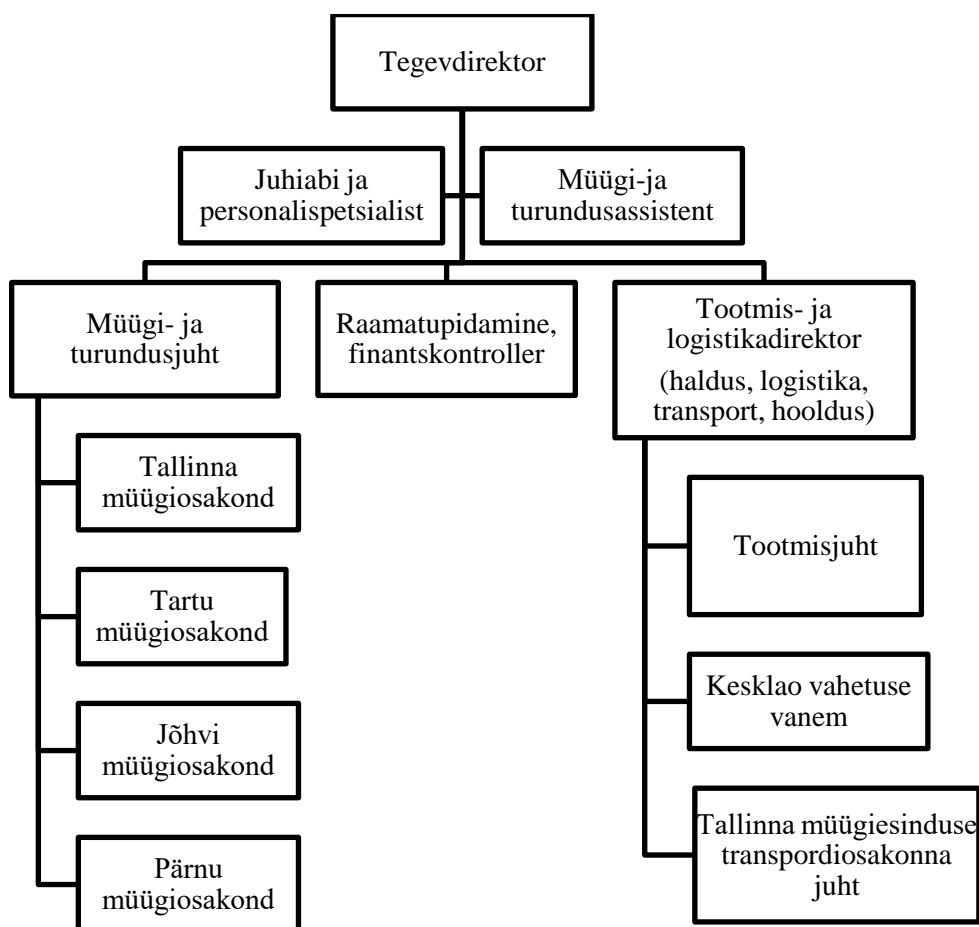 Tegevdirektor
Juhiabi ja
personalispetsialist
Müügi-ja
turundusassistent
Müügi- ja
turundusjuht
Raamatupidamine,
finantskontroller
Tootmis- ja
logistikadirektor
(haldus, logistika,
transport, hooldus)
Tallinna
müügiosakond
Tartu
müügiosakond
Jõhvi
müügiosakond
Pärnu
müügiosakond
Tootmisjuht
Kesklao vahetuse
vanem
Tallinna müügiesinduse
transpordiosakonna
juht